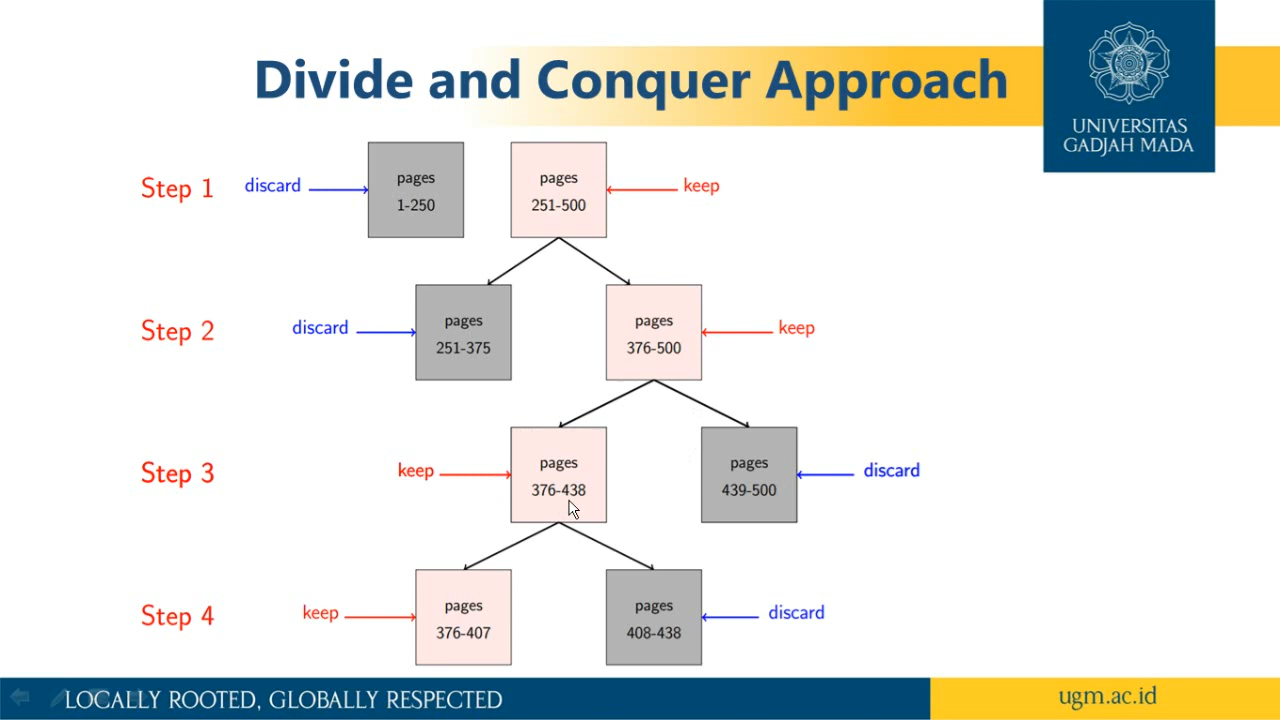 Divide and Conquer Approach
UNIVERSITAS
GADJAH MADA
Step 1
discard
pages
1-250
pages
251-500
keep
Step 2
discard
pages
251-375
pages
376-500
keep
Step 3
keep
pages
376-438
pages
439-500
discard
Step 4
keep
pages
376-407
pages
408-438
discard
LOCALLY ROOTED, GLOBALLY RESPECTED
ugm.ac.id